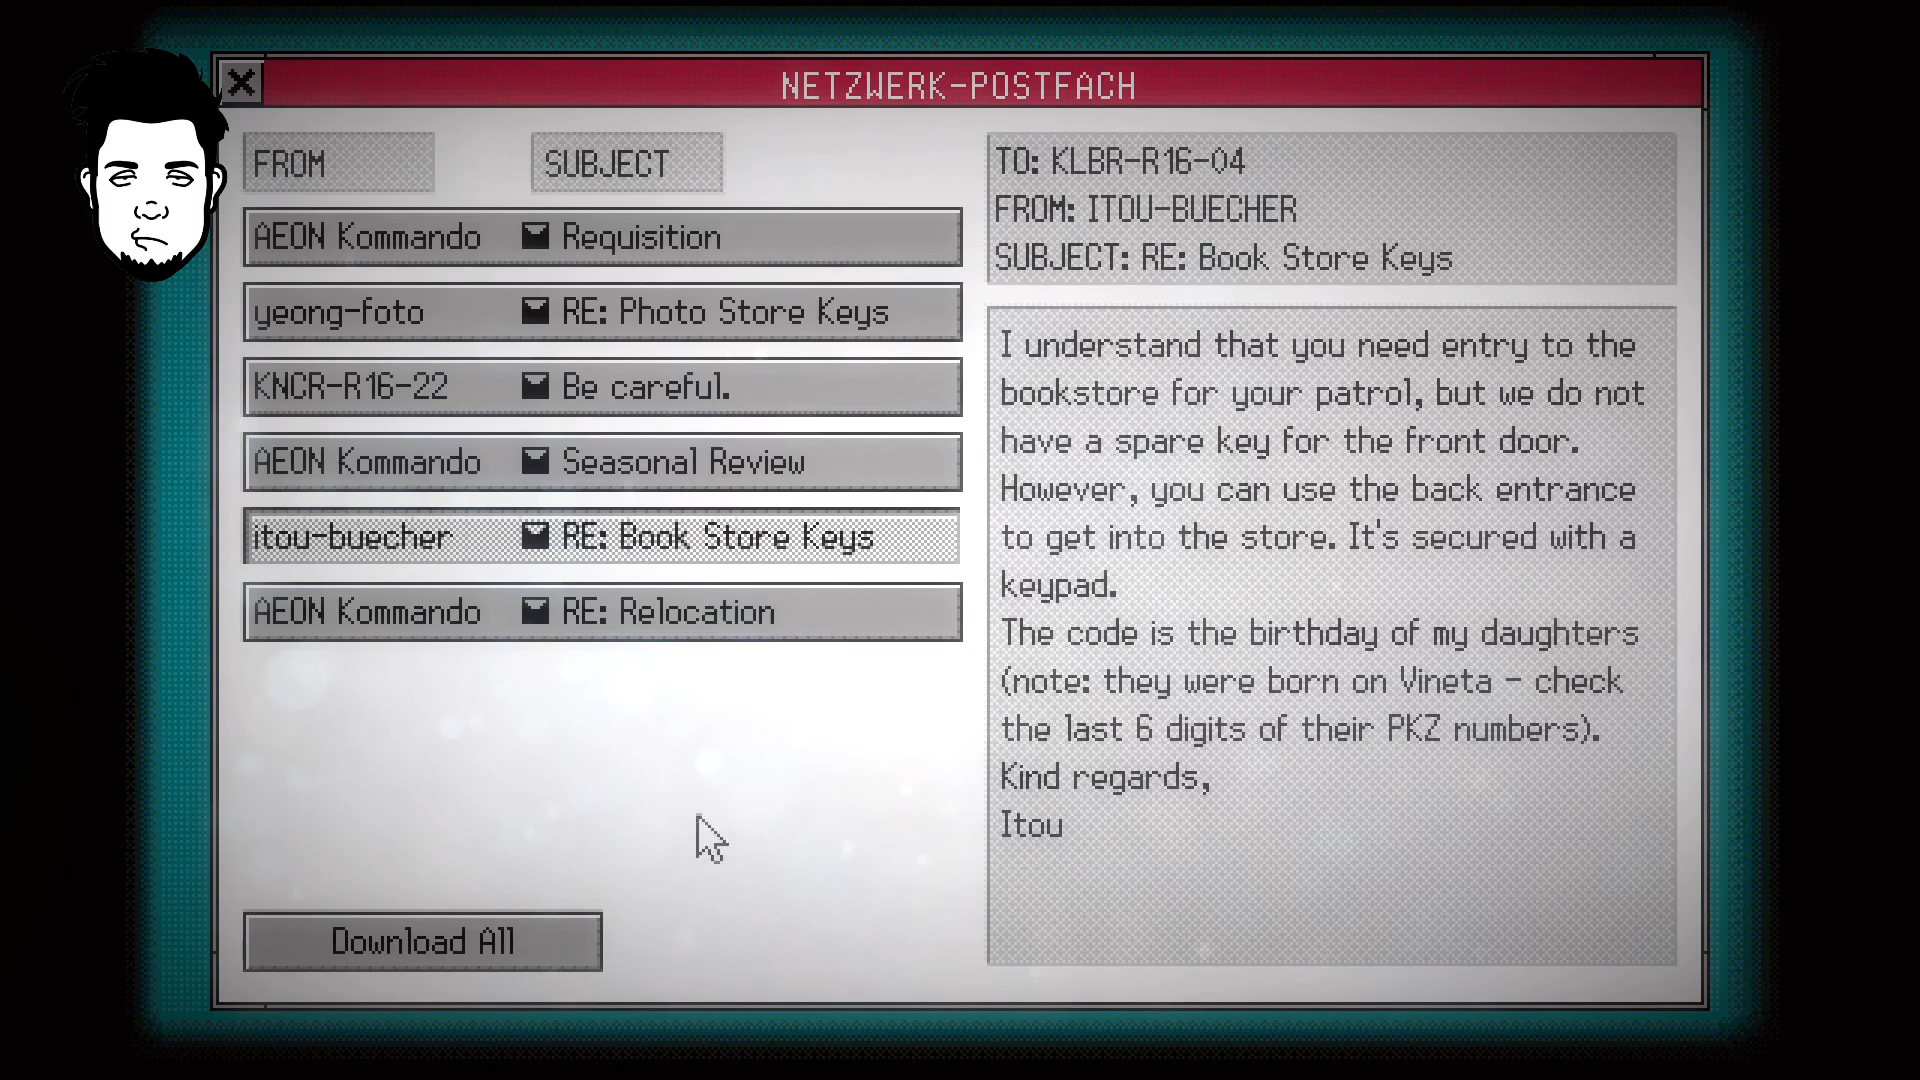 NETZWERK-POSTFACH
FROM SUBJECT
AEON Kommando Requisition
yeong-foto RE: Photo Store Keys
KNCR-R16-22 Be careful.
AEON Kommando Seasonal Review
itou-buecher RE: Book Store Keys
AEON Kommando RE: Relocation
Download All
TO: KLBR-R16-04
FROM: ITOU-BUECHER
SUBJECT: RE: Book Store Keys
I understand that you need entry to the
bookstore for your patrol, but we do not
have a spare key for the front door.
However, you can use the back entrance
to get into the store. It's secured with a
keypad.
The code is the birthday of my daughters
(note: they were born on Vineta - check
the last 6 digits of their PKZ numbers).
Kind regards,
Itou